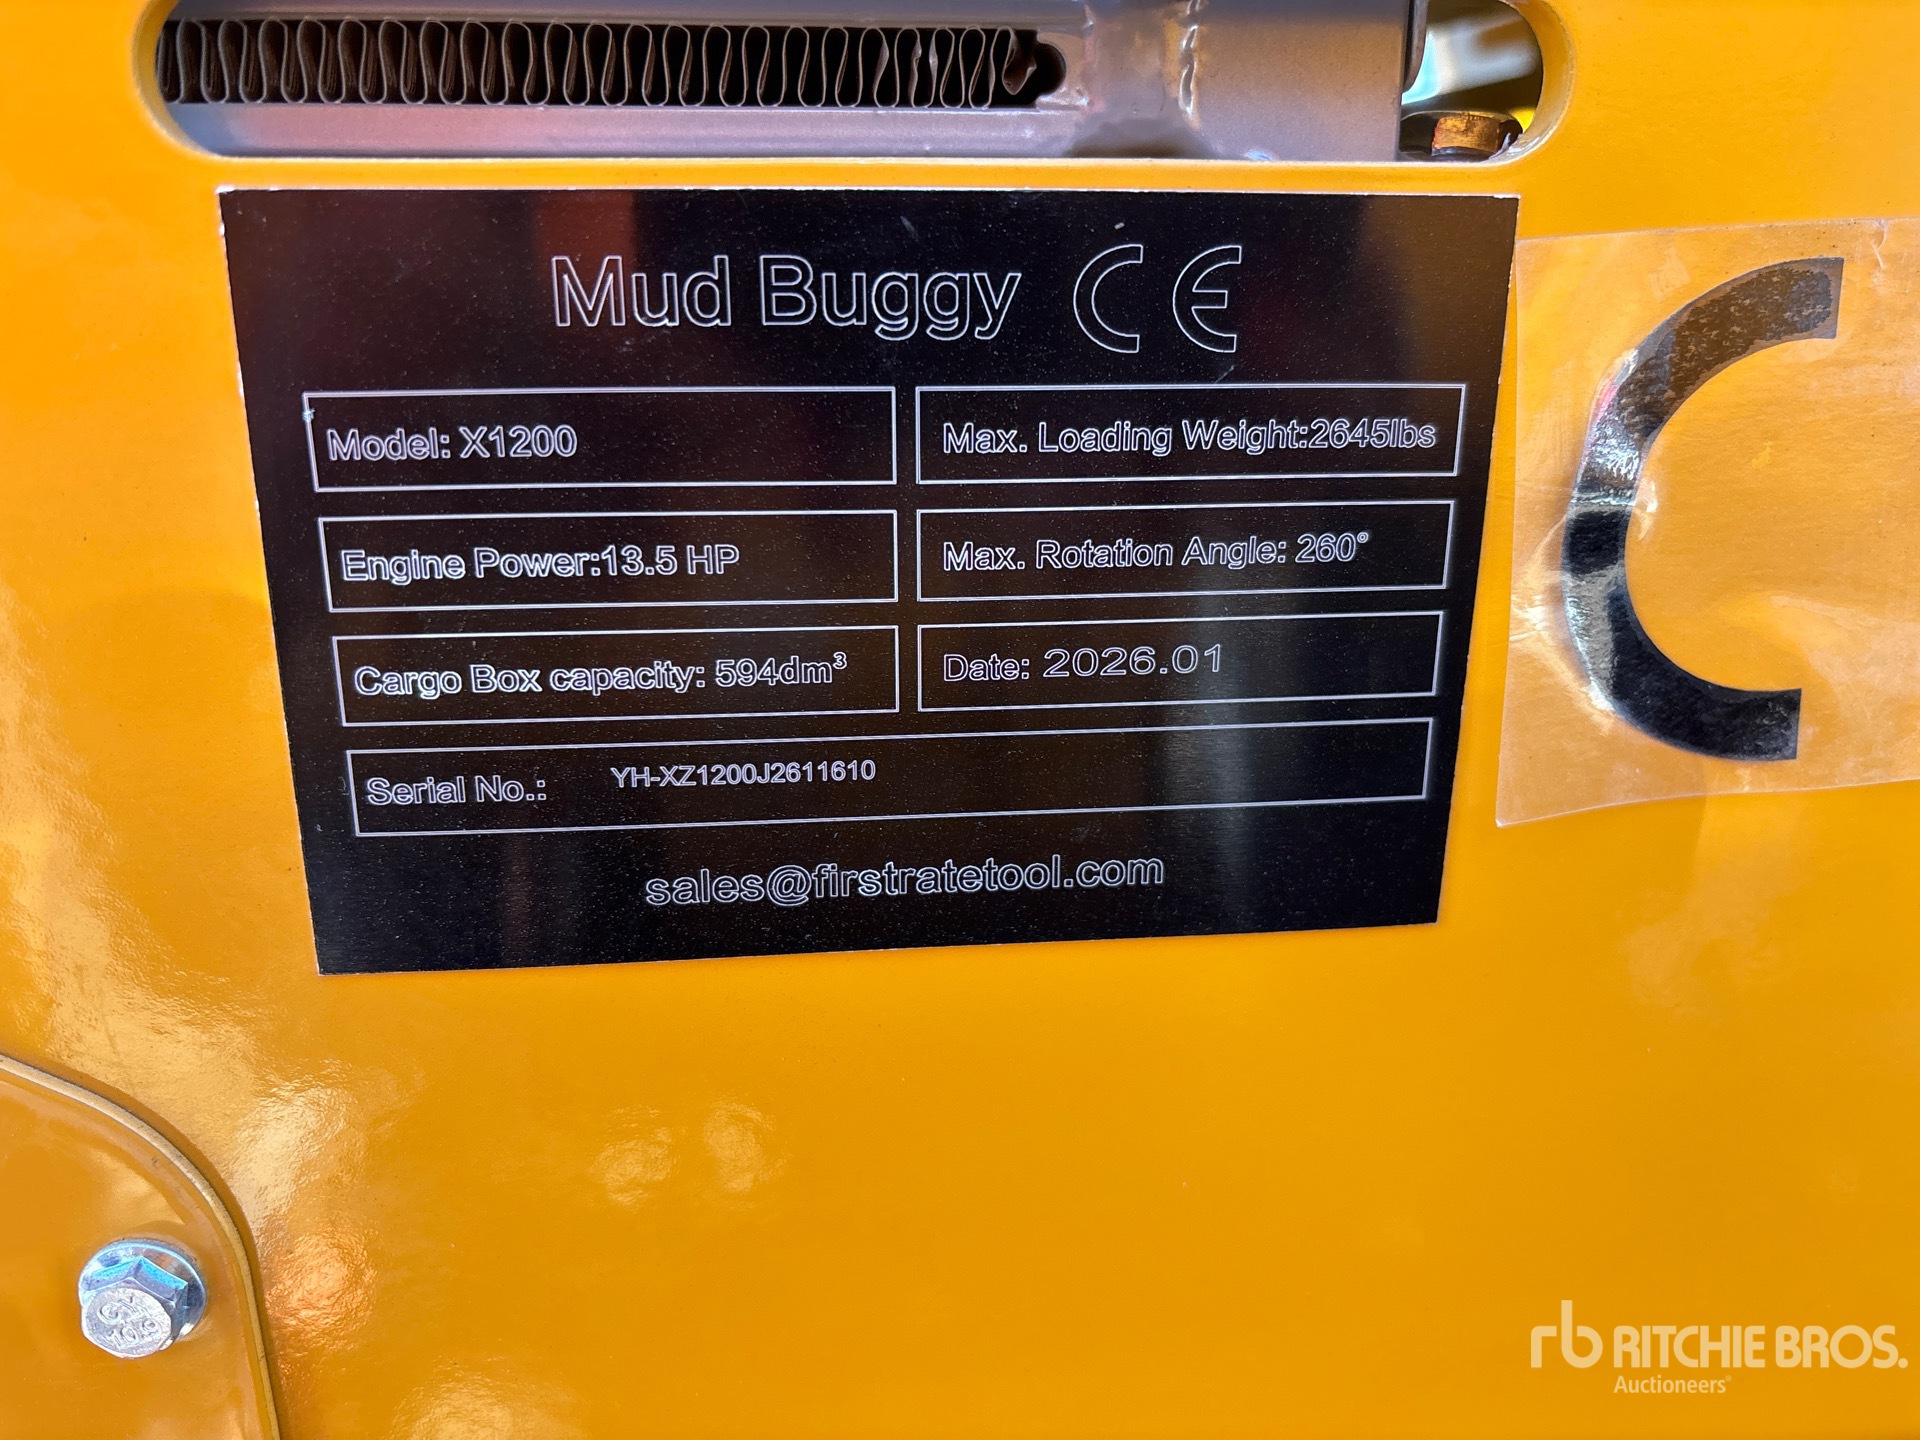 Mud Buggy CE
Model: X1200
Max. Loading Weight:2645lbs
Engine Power:13.5 HP
Max. Rotation Angle: 260°
Cargo Box capacity: 594dm³
Date: 2026.01
Serial No.: YH-XZ1200J2611610
sales@firstratetool.com
C
rb RITCHIE BROS.
Auctioneers